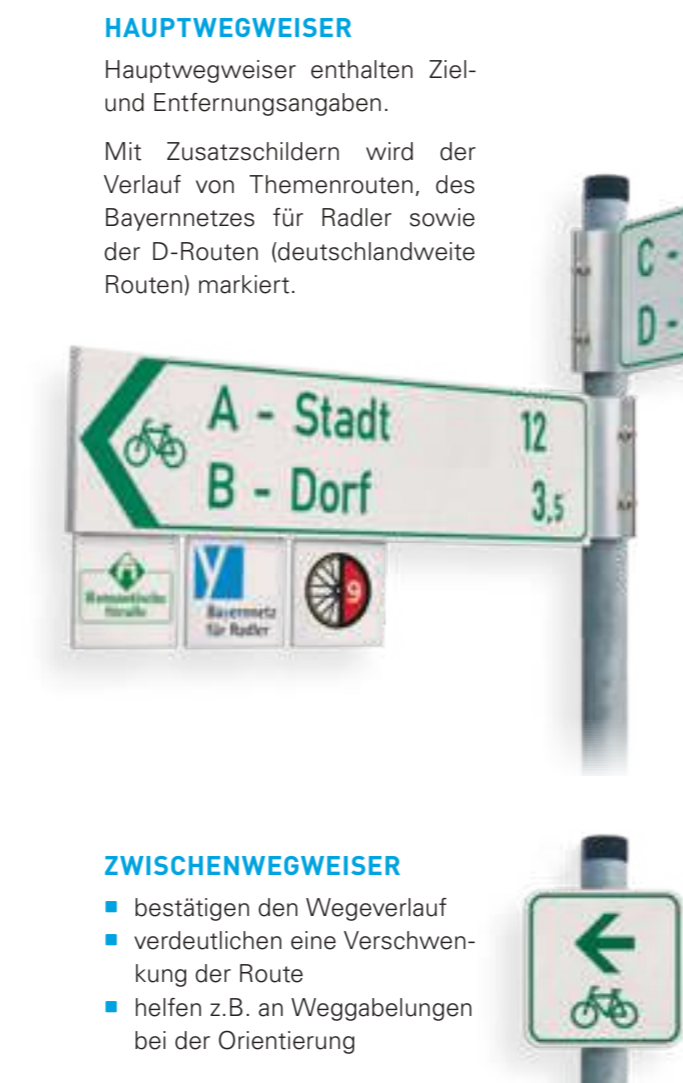 HAUPTWEGWEISER
Hauptwegweiser enthalten Ziel-
und Entfernungsangaben.
Mit Zusatzschildern wird der
Verlauf von Themenrouten, des
Bayernnetzes für Radler sowie
der D-Routen (deutschlandweite
Routen) markiert.
C -
D -
A - Stadt 12
B - Dorf 3,5
Romantische
Straße
Bayernnetz
für Radler
9
ZWISCHENWEGWEISER
bestätigen den Wegeverlauf
verdeutlichen eine Verschwen-
kung der Route
helfen z.B. an Weggabelungen
bei der Orientierung